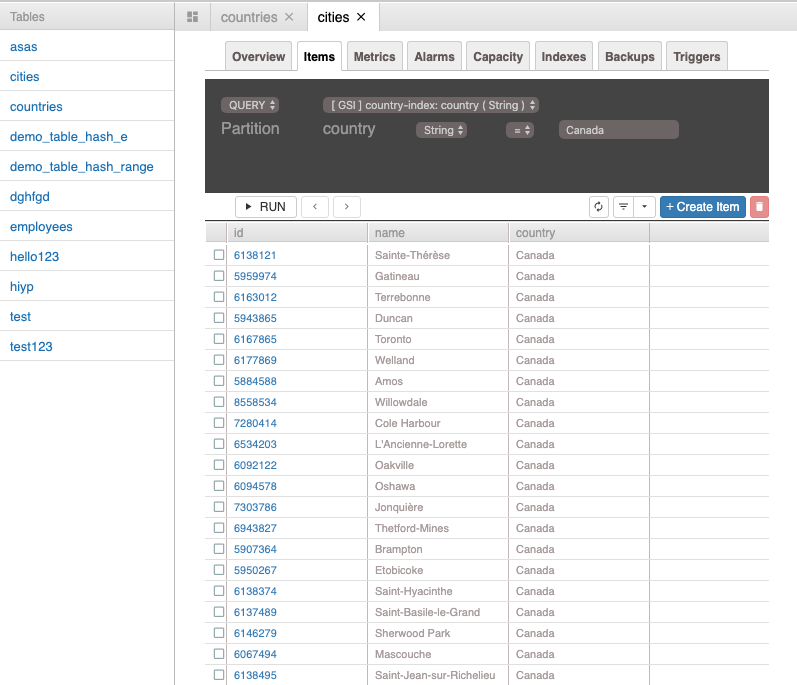 Tables
asas
cities
countries
demo_table_hash_e
demo_table_hash_range
dghfgd
employees
hello123
hiyp
test
test123
countries × cities ×
Overview Items Metrics Alarms Capacity Indexes Backups Triggers
QUERY [ GSI ] country-index: country ( String )
Partition country String = Canada
RUN < > + Create Item
id name country
6138121 Sainte-Thérèse Canada
5959974 Gatineau Canada
6163012 Terrebonne Canada
5943865 Duncan Canada
6167865 Toronto Canada
6177869 Welland Canada
5884588 Amos Canada
8558534 Willowdale Canada
7280414 Cole Harbour Canada
6534203 L'Ancienne-Lorette Canada
6092122 Oakville Canada
6094578 Oshawa Canada
7303786 Jonquière Canada
6943827 Thetford-Mines Canada
5907364 Brampton Canada
5950267 Etobicoke Canada
6138374 Saint-Hyacinthe Canada
6137489 Saint-Basile-le-Grand Canada
6146279 Sherwood Park Canada
6067494 Mascouche Canada
6138495 Saint-Jean-sur-Richelieu Canada